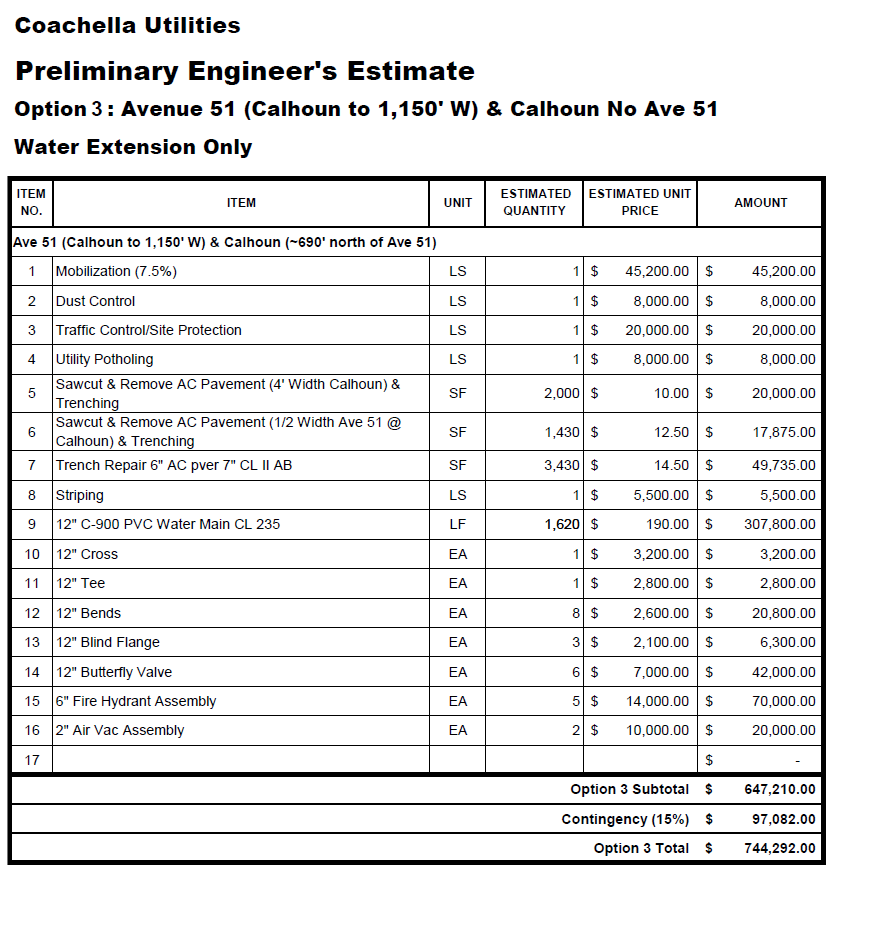 Coachella Utilities
Preliminary Engineer's Estimate
Option 3 : Avenue 51 (Calhoun to 1,150' W) & Calhoun No Ave 51
Water Extension Only
ITEM NO. ITEM UNIT ESTIMATED QUANTITY ESTIMATED UNIT PRICE AMOUNT
Ave 51 (Calhoun to 1,150' W) & Calhoun (~690' north of Ave 51)
1 Mobilization (7.5%) LS 1 $ 45,200.00 $ 45,200.00
2 Dust Control LS 1 $ 8,000.00 $ 8,000.00
3 Traffic Control/Site Protection LS 1 $ 20,000.00 $ 20,000.00
4 Utility Potholing LS 1 $ 8,000.00 $ 8,000.00
5 Sawcut & Remove AC Pavement (4' Width Calhoun) & Trenching SF 2,000 $ 10.00 $ 20,000.00
6 Sawcut & Remove AC Pavement (1/2 Width Ave 51 @ Calhoun) & Trenching SF 1,430 $ 12.50 $ 17,875.00
7 Trench Repair 6" AC pver 7" CL II AB SF 3,430 $ 14.50 $ 49,735.00
8 Striping LS 1 $ 5,500.00 $ 5,500.00
9 12" C-900 PVC Water Main CL 235 LF 1,620 $ 190.00 $ 307,800.00
10 12" Cross EA 1 $ 3,200.00 $ 3,200.00
11 12" Tee EA 1 $ 2,800.00 $ 2,800.00
12 12" Bends EA 8 $ 2,600.00 $ 20,800.00
13 12" Blind Flange EA 3 $ 2,100.00 $ 6,300.00
14 12" Butterfly Valve EA 6 $ 7,000.00 $ 42,000.00
15 6" Fire Hydrant Assembly EA 5 $ 14,000.00 $ 70,000.00
16 2" Air Vac Assembly EA 2 $ 10,000.00 $ 20,000.00
17 $ -
Option 3 Subtotal $ 647,210.00
Contingency (15%) $ 97,082.00
Option 3 Total $ 744,292.00